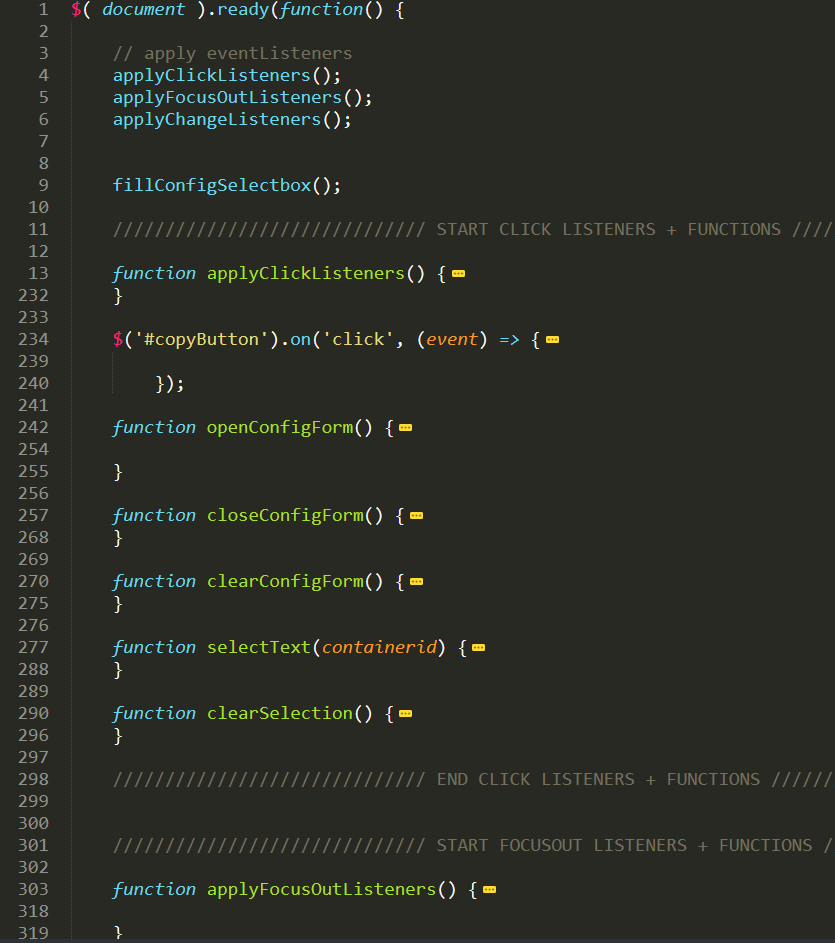 1 $( document ).ready(function() {
2
3 // apply eventListeners
4 applyClickListeners();
5 applyFocusOutListeners();
6 applyChangeListeners();
7
8
9 fillConfigSelectbox();
10
11 ////////////////////////////// START CLICK LISTENERS + FUNCTIONS ////
12
13 function applyClickListeners() {
232 }
233
234 $('#copyButton').on('click', (event) => {
239
240 });
241
242 function openConfigForm() {
254
255 }
256
257 function closeConfigForm() {
268 }
269
270 function clearConfigForm() {
275 }
276
277 function selectText(containerid) {
288 }
289
290 function clearSelection() {
296 }
297
298 ////////////////////////////// END CLICK LISTENERS + FUNCTIONS //////
299
300
301 ////////////////////////////// START FOCUSOUT LISTENERS + FUNCTIONS /
302
303 function applyFocusOutListeners() {
318
319 }